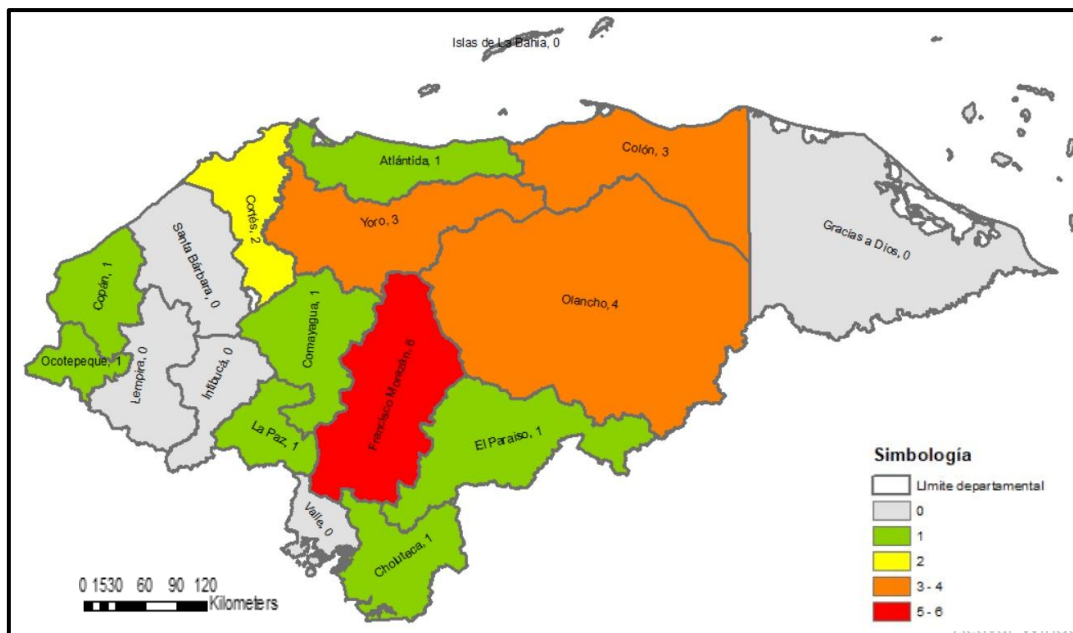 Islas de La Bahía, 0
Atlántida, 1
Colón, 3
Cortés, 2
Yoro, 3
Santa Bárbara, 0
Gracias a Dios, 0
Copán, 1
Comayagua, 1
Olancho, 4
Ocotepeque, 1
Lempira, 0
Intibucá, 0
Francisco Morazán, 6
La Paz, 1
El Paraíso, 1
Valle, 0
Choluteca, 1
Simbología
Límite departamental
0
1
2
3 - 4
5 - 6
0 1530 60 90 120
Kilometers